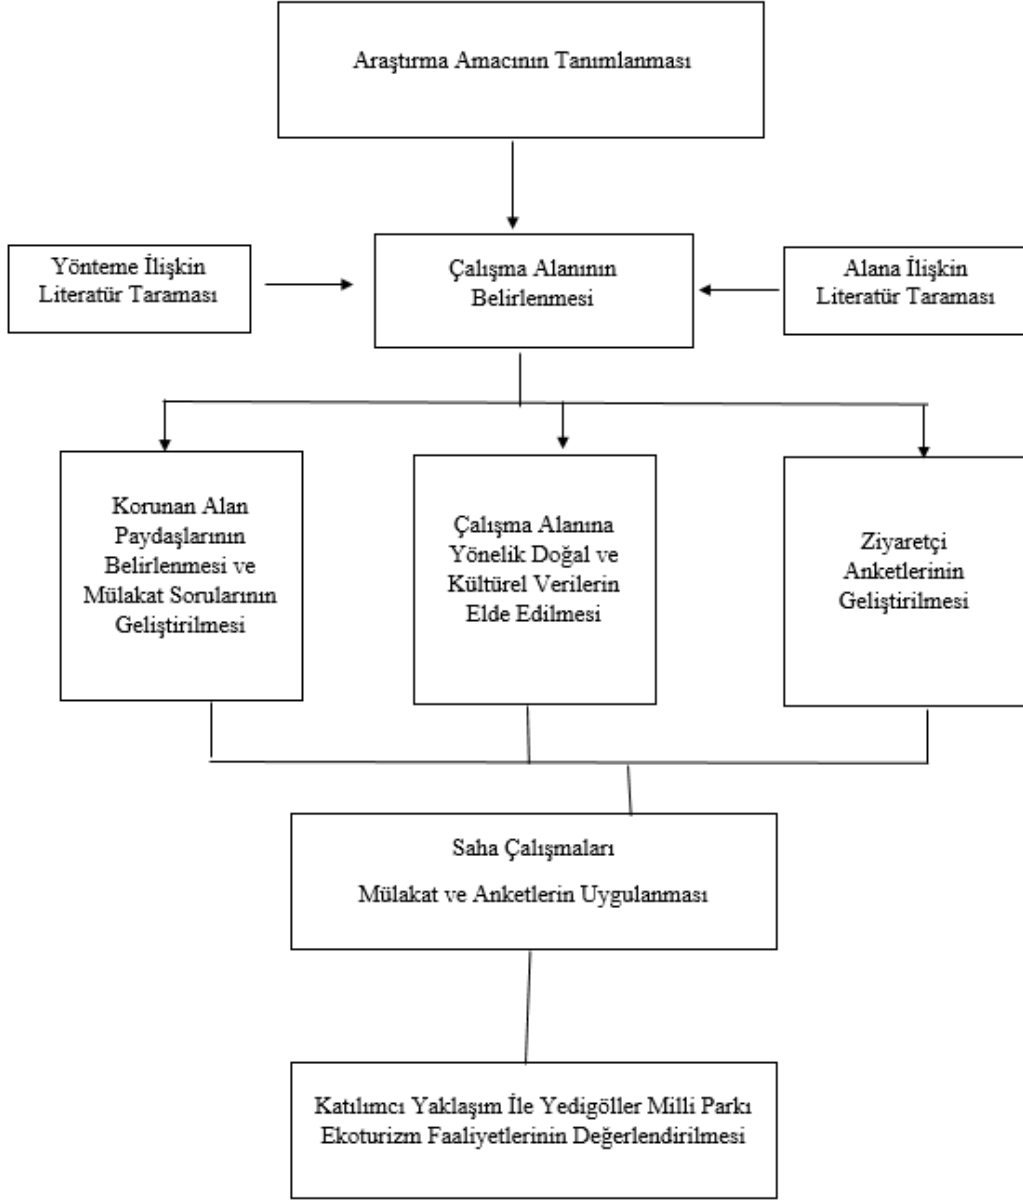 Araştırma Amacının Tanımlanması
Yönteme İlişkin
Literatür Taraması
Çalışma Alanının
Belirlenmesi
Alana İlişkin
Literatür Taraması
Korunan Alan
Paydaşlarının
Belirlenmesi ve
Mülakat Sorularının
Geliştirilmesi
Çalışma Alanına
Yönelik Doğal ve
Kültürel Verilerin
Elde Edilmesi
Ziyaretçi
Anketlerinin
Geliştirilmesi
Saha Çalışmaları
Mülakat ve Anketlerin Uygulanması
Katılımcı Yaklaşım İle Yedigöller Milli Parkı
Ekoturizm Faaliyetlerinin Değerlendirilmesi